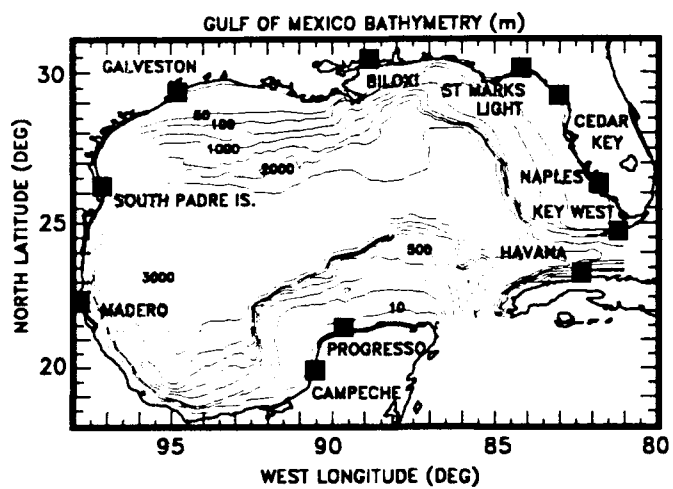 GULF OF MEXICO BATHYMETRY (m)
30
GALVESTON
BILOXI
ST MARKS
LIGHT
CEDAR
KEY
50
100
1000
2000
NAPLES
SOUTH PADRE IS.
KEY WEST
25
HAVANA
500
3000
MADERO
10
PROGRESSO
20
CAMPECHE
NORTH LATITUDE (DEG)
95
90
85
80
WEST LONGITUDE (DEG)